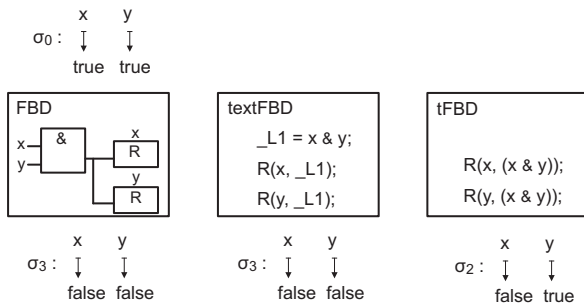 x y
σ0 :
true true
FBD
textFBD
tFBD
&
x
y
x
R
y
R
_L1 = x & y;
R(x, _L1);
R(y, _L1);
R(x, (x & y));
R(y, (x & y));
x y
σ3 :
false false
x y
σ3 :
false false
x y
σ2 :
false true